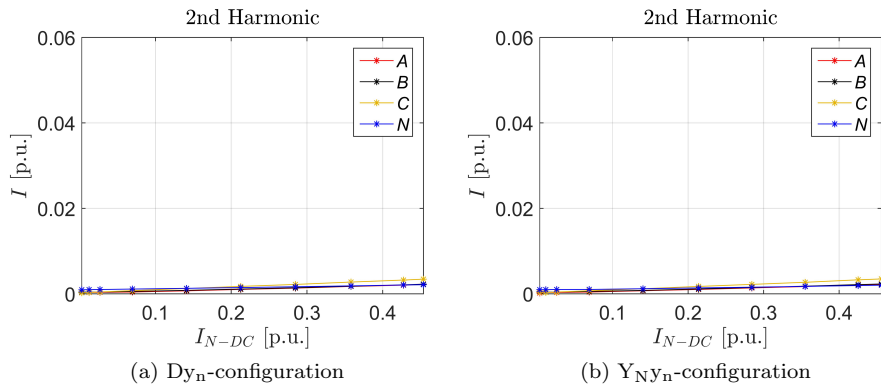 2nd Harmonic
0.06
0.04
0.02
0
0.1
0.2
0.3
0.4
I [p.u.]
I_{N-DC} [p.u.]
A
B
C
N
(a) Dy_n-configuration
2nd Harmonic
0.06
0.04
0.02
0
0.1
0.2
0.3
0.4
I [p.u.]
I_{N-DC} [p.u.]
A
B
C
N
(b) Y_Ny_n-configuration